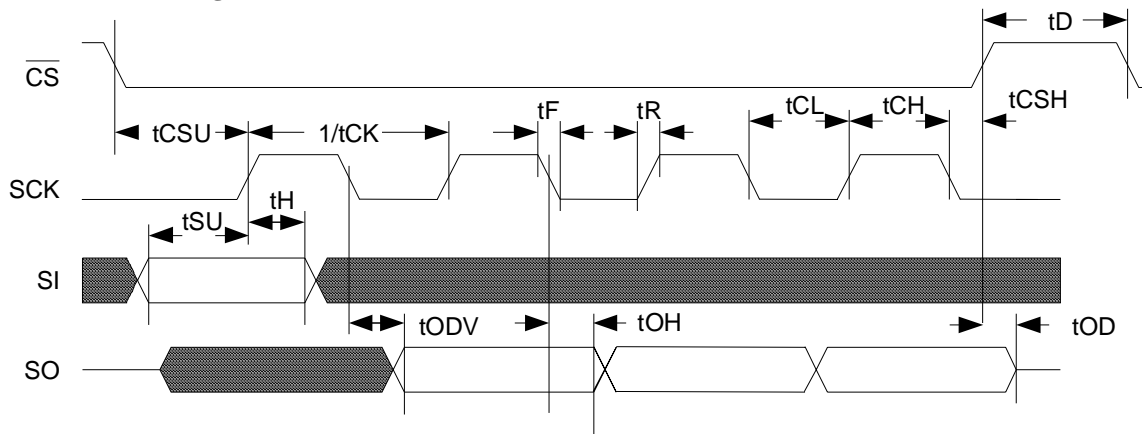 tD
CS
tCSH
tF
tR
tCL
tCH
tCSU
1/tCK
SCK
tSU
tH
SI
tODV
tOH
tOD
SO